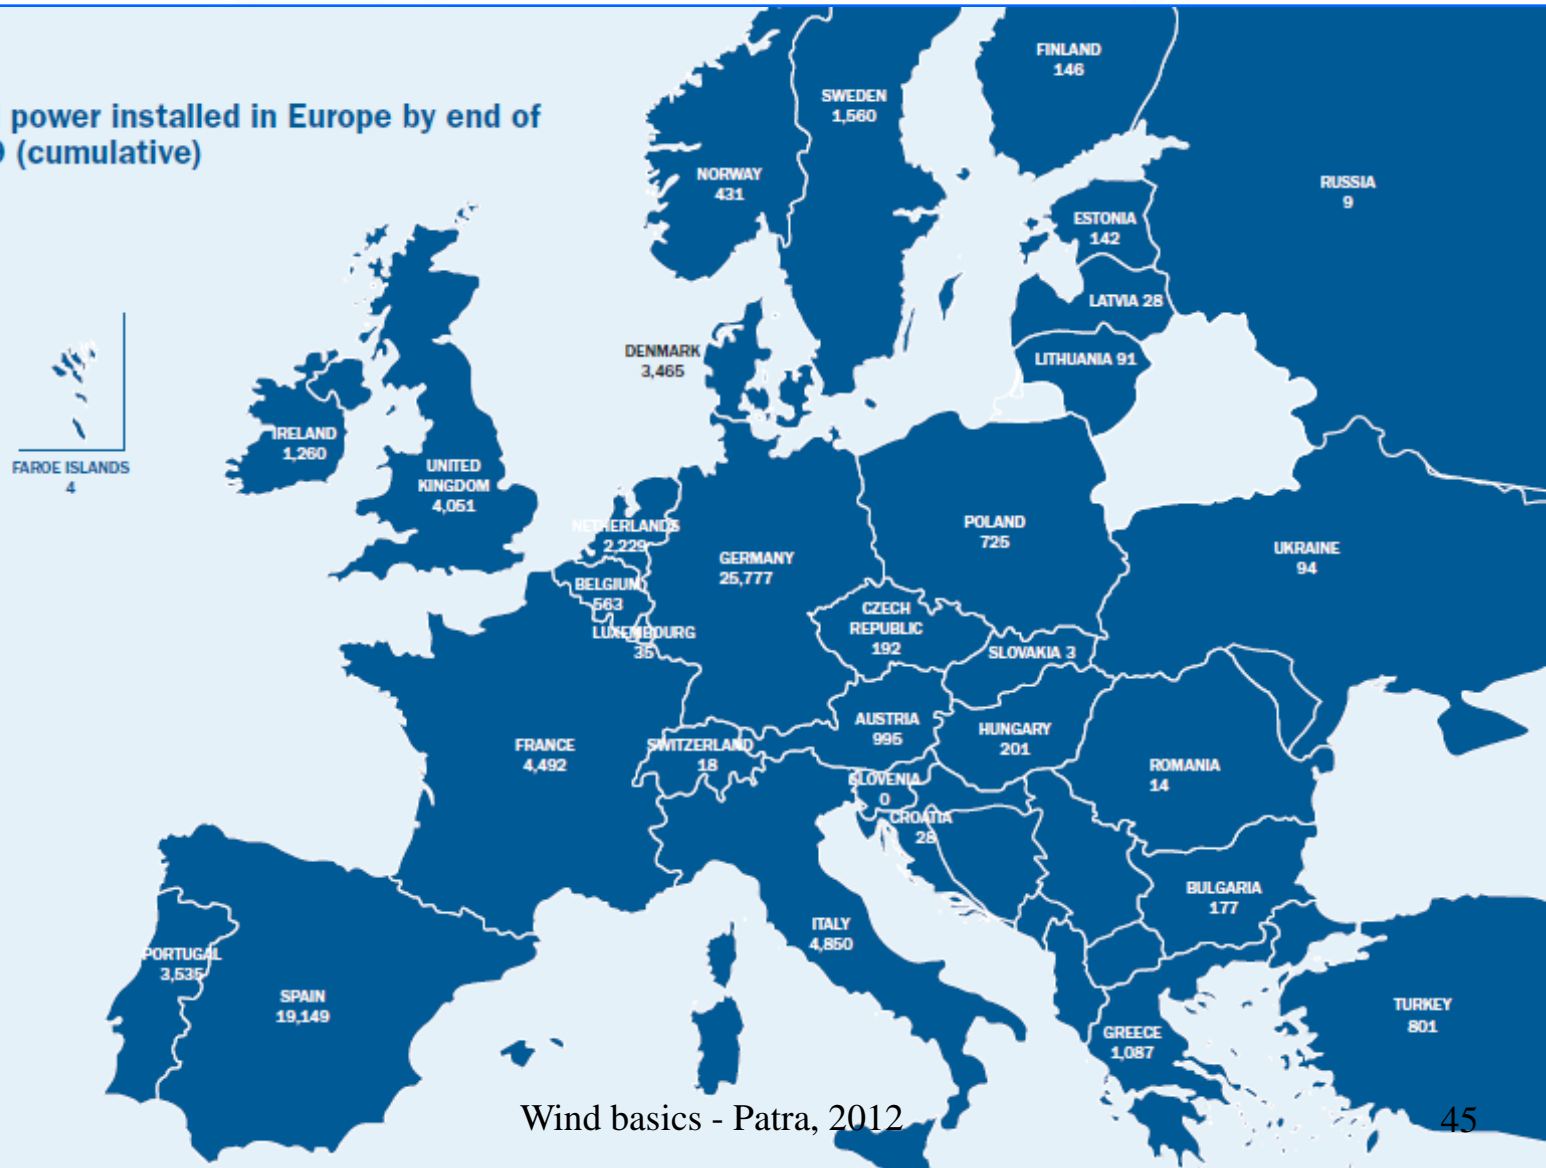 power installed in Europe by end of
(cumulative)
FINLAND
146
SWEDEN
1,560
NORWAY
431
RUSSIA
9
ESTONIA
142
LATVIA 28
LITHUANIA 91
DENMARK
3,465
IRELAND
1,260
UNITED
KINGDOM
4,051
FAROE ISLANDS
4
NETHERLANDS
2,229
BELGIUM
563
LUXEMBOURG
35
GERMANY
25,777
POLAND
725
UKRAINE
94
CZECH
REPUBLIC
192
SLOVAKIA 3
FRANCE
4,492
SWITZERLAND
18
AUSTRIA
995
HUNGARY
201
ROMANIA
14
SLOVENIA
0
CROATIA
28
BULGARIA
177
ITALY
4,850
PORTUGAL
3,535
SPAIN
19,149
GREECE
1,087
TURKEY
801
Wind basics - Patra, 2012
45